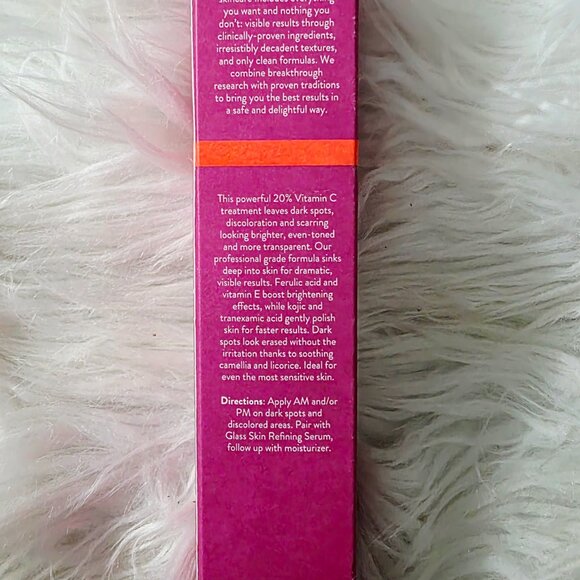 skincare includes everything
you want and nothing you
don't: visible results through
clinically-proven ingredients,
irresistibly decadent textures,
and only clean formulas. We
combine breakthrough
research with proven traditions
to bring you the best results in
a safe and delightful way.
This powerful 20% Vitamin C
treatment leaves dark spots,
discoloration and scarring
looking brighter, even-toned
and more transparent. Our
professional grade formula sinks
deep into skin for dramatic,
visible results. Ferulic acid and
vitamin E boost brightening
effects, while kojic and
tranexamic acid gently polish
skin for faster results. Dark
spots look erased without the
irritation thanks to soothing
camellia and licorice. Ideal for
even the most sensitive skin.
Directions: Apply AM and/or
PM on dark spots and
discolored areas. Pair with
Glass Skin Refining Serum,
follow up with moisturizer.